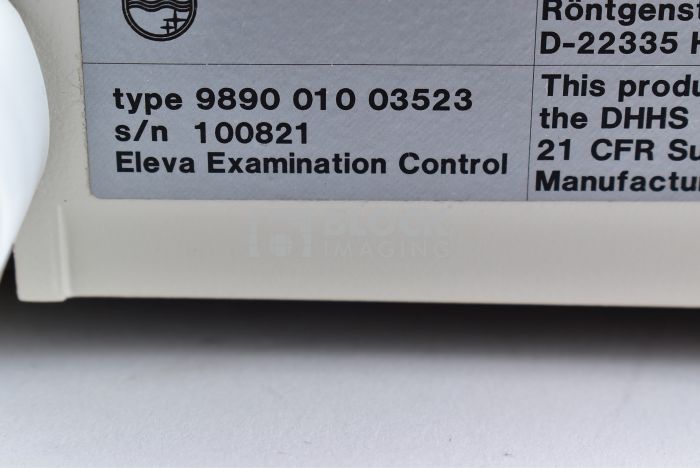 type 9890 010 03523
s/n 100821
Eleva Examination Control
Röntgenst
D-22335 H
This produ
the DHHS
21 CFR Su
Manufactur
BLOCK
IMAGING